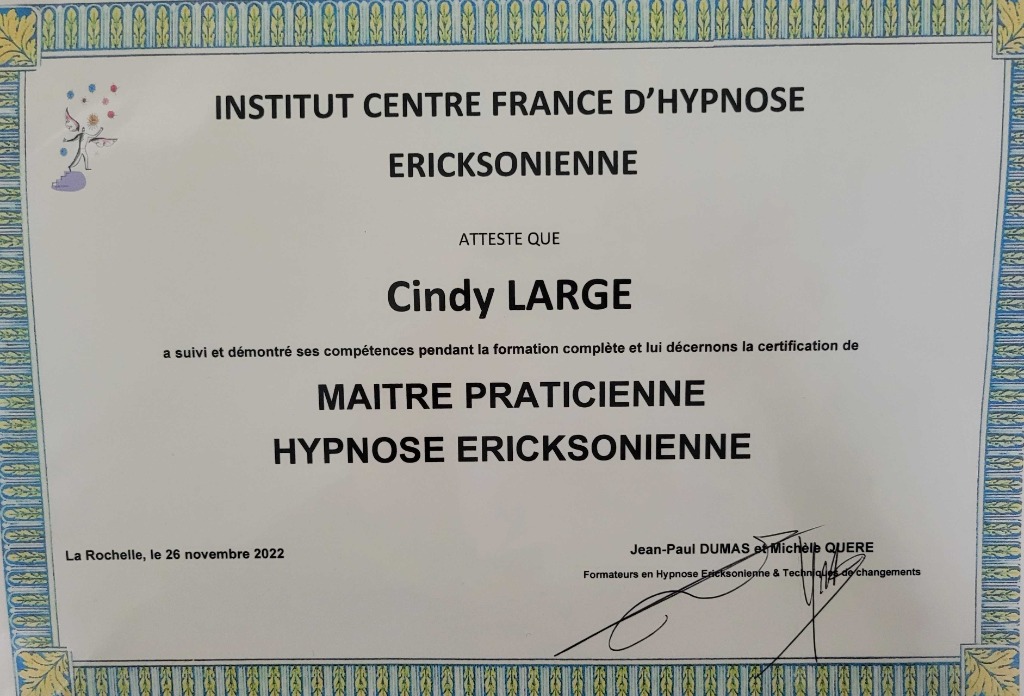 INSTITUT CENTRE FRANCE D'HYPNOSE
ERICKSONIENNE
ATTESTE QUE
Cindy LARGE
a suivi et démontré ses compétences pendant la formation complète et lui décernons la certification de
MAITRE PRATICIENNE
HYPNOSE ERICKSONIENNE
La Rochelle, le 26 novembre 2022
Jean-Paul DUMAS et Michèle QUERE
Formateurs en Hypnose Ericksonienne & Techniques de changements